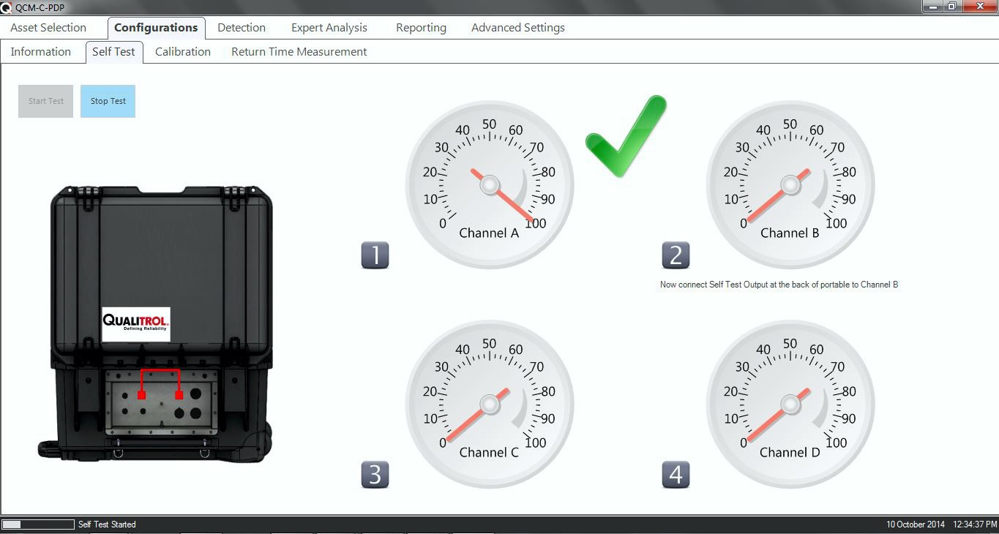 QCM-C-PDP
Asset Selection Configurations Detection Expert Analysis Reporting Advanced Settings
Information Self Test Calibration Return Time Measurement
Start Test Stop Test
0 10 20 30 40 50 60 70 80 90 100
Channel A
1
0 10 20 30 40 50 60 70 80 90 100
Channel B
2
Now connect Self Test Output at the back of portable to Channel B
QUALITROL
Defining Reliability
0 10 20 30 40 50 60 70 80 90 100
Channel C
3
0 10 20 30 40 50 60 70 80 90 100
Channel D
4
Self Test Started
10 October 2014 12:34:37 PM